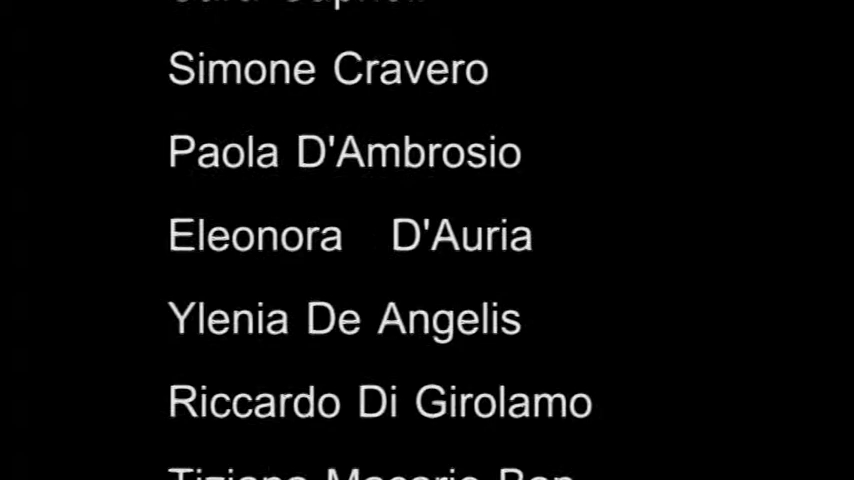 Simone Cravero
Paola D'Ambrosio
Eleonora D'Auria
Ylenia De Angelis
Riccardo Di Girolamo